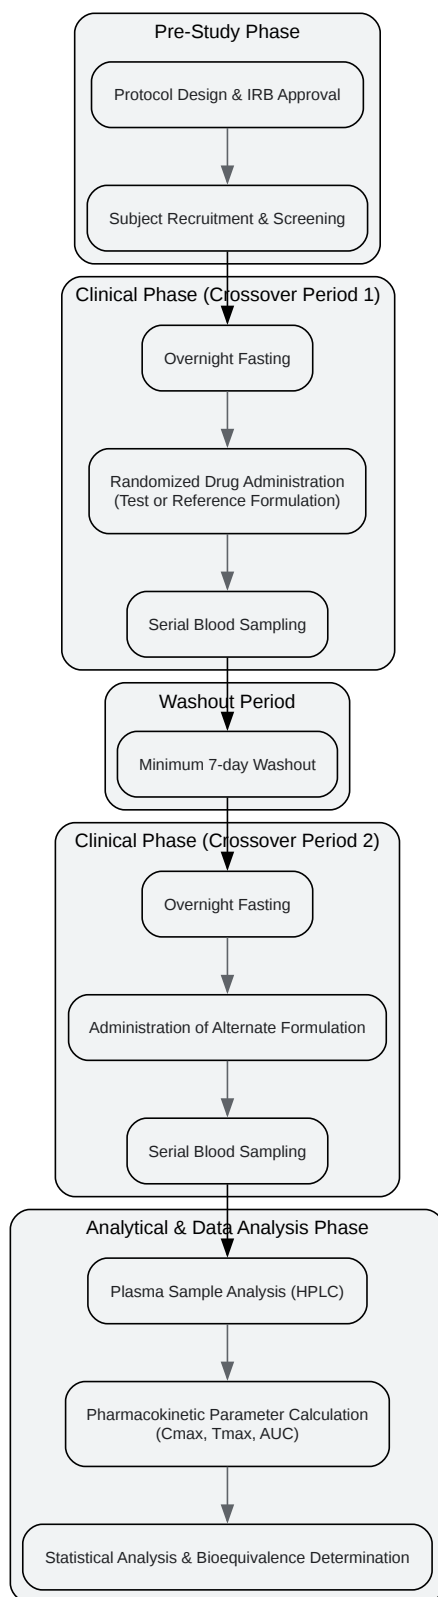 Pre-Study Phase
Protocol Design & IRB Approval
Subject Recruitment & Screening
Clinical Phase (Crossover Period 1)
Overnight Fasting
Randomized Drug Administration
(Test or Reference Formulation)
Serial Blood Sampling
Washout Period
Minimum 7-day Washout
Clinical Phase (Crossover Period 2)
Overnight Fasting
Administration of Alternate Formulation
Serial Blood Sampling
Analytical & Data Analysis Phase
Plasma Sample Analysis (HPLC)
Pharmacokinetic Parameter Calculation
(Cmax, Tmax, AUC)
Statistical Analysis & Bioequivalence Determination